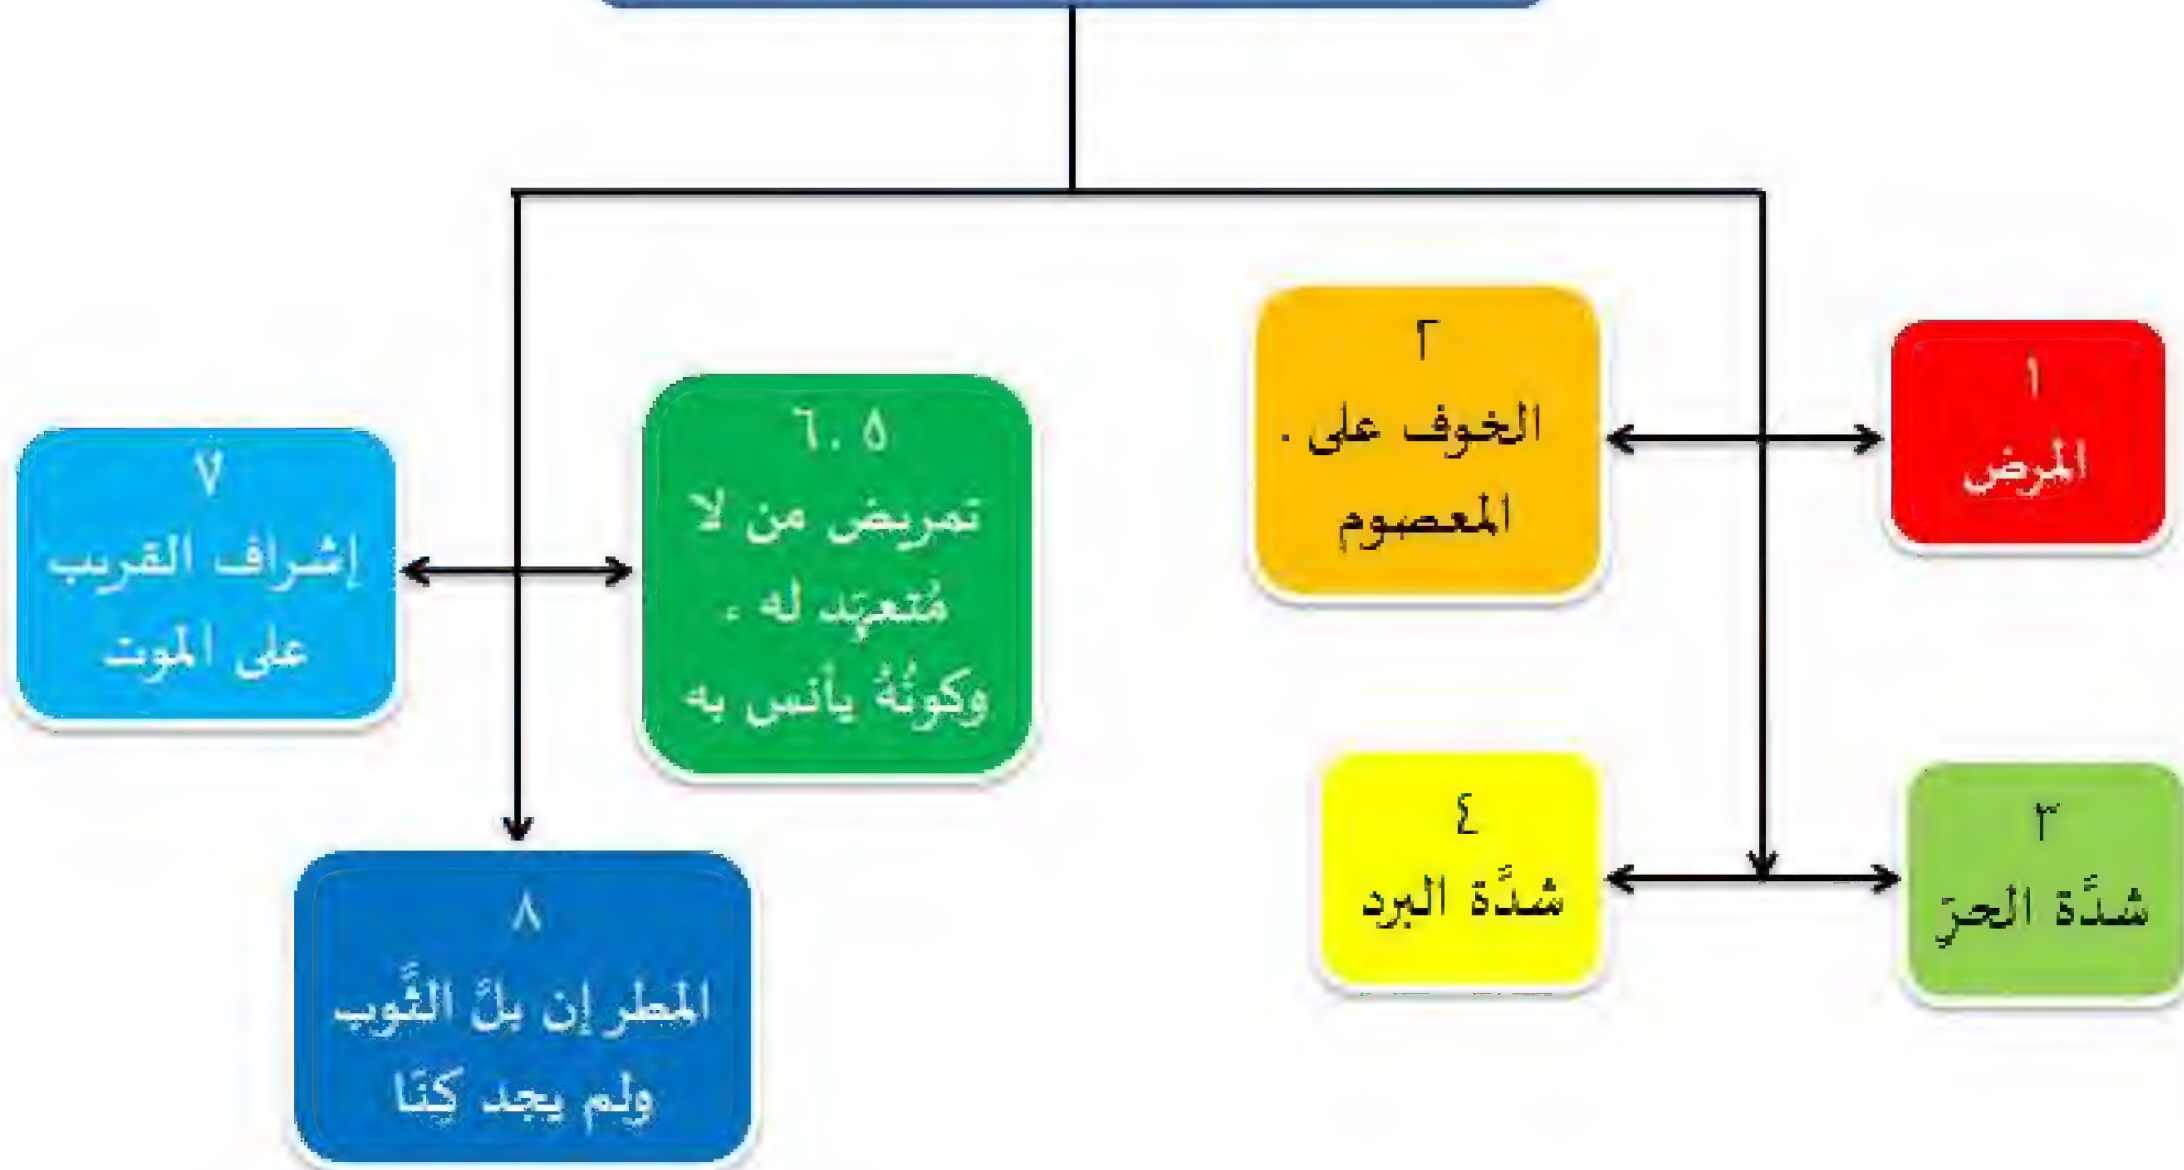 ١
المرض
٢
الخوف على .
المعصوم
٣
شدَّة الحرّ
٤
شدَّة البرد
٥ . ٦
تمريض من لا
مُتعهّد له ،
وكونُهُ يأنس به
٧
إشراف القريب
على الموت
٨
المطر إن بلّ الثَّوب
ولم يجد كِنّا